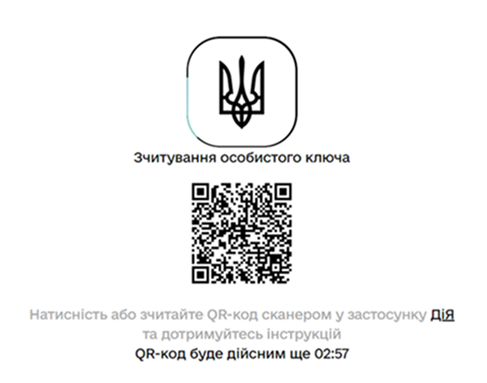 Зчитування особистого ключа
Натисність або зчитайте QR-код сканером у застосунку ДіЯ
та дотримуйтесь інструкцій
QR-код буде дійсним ще 02:57